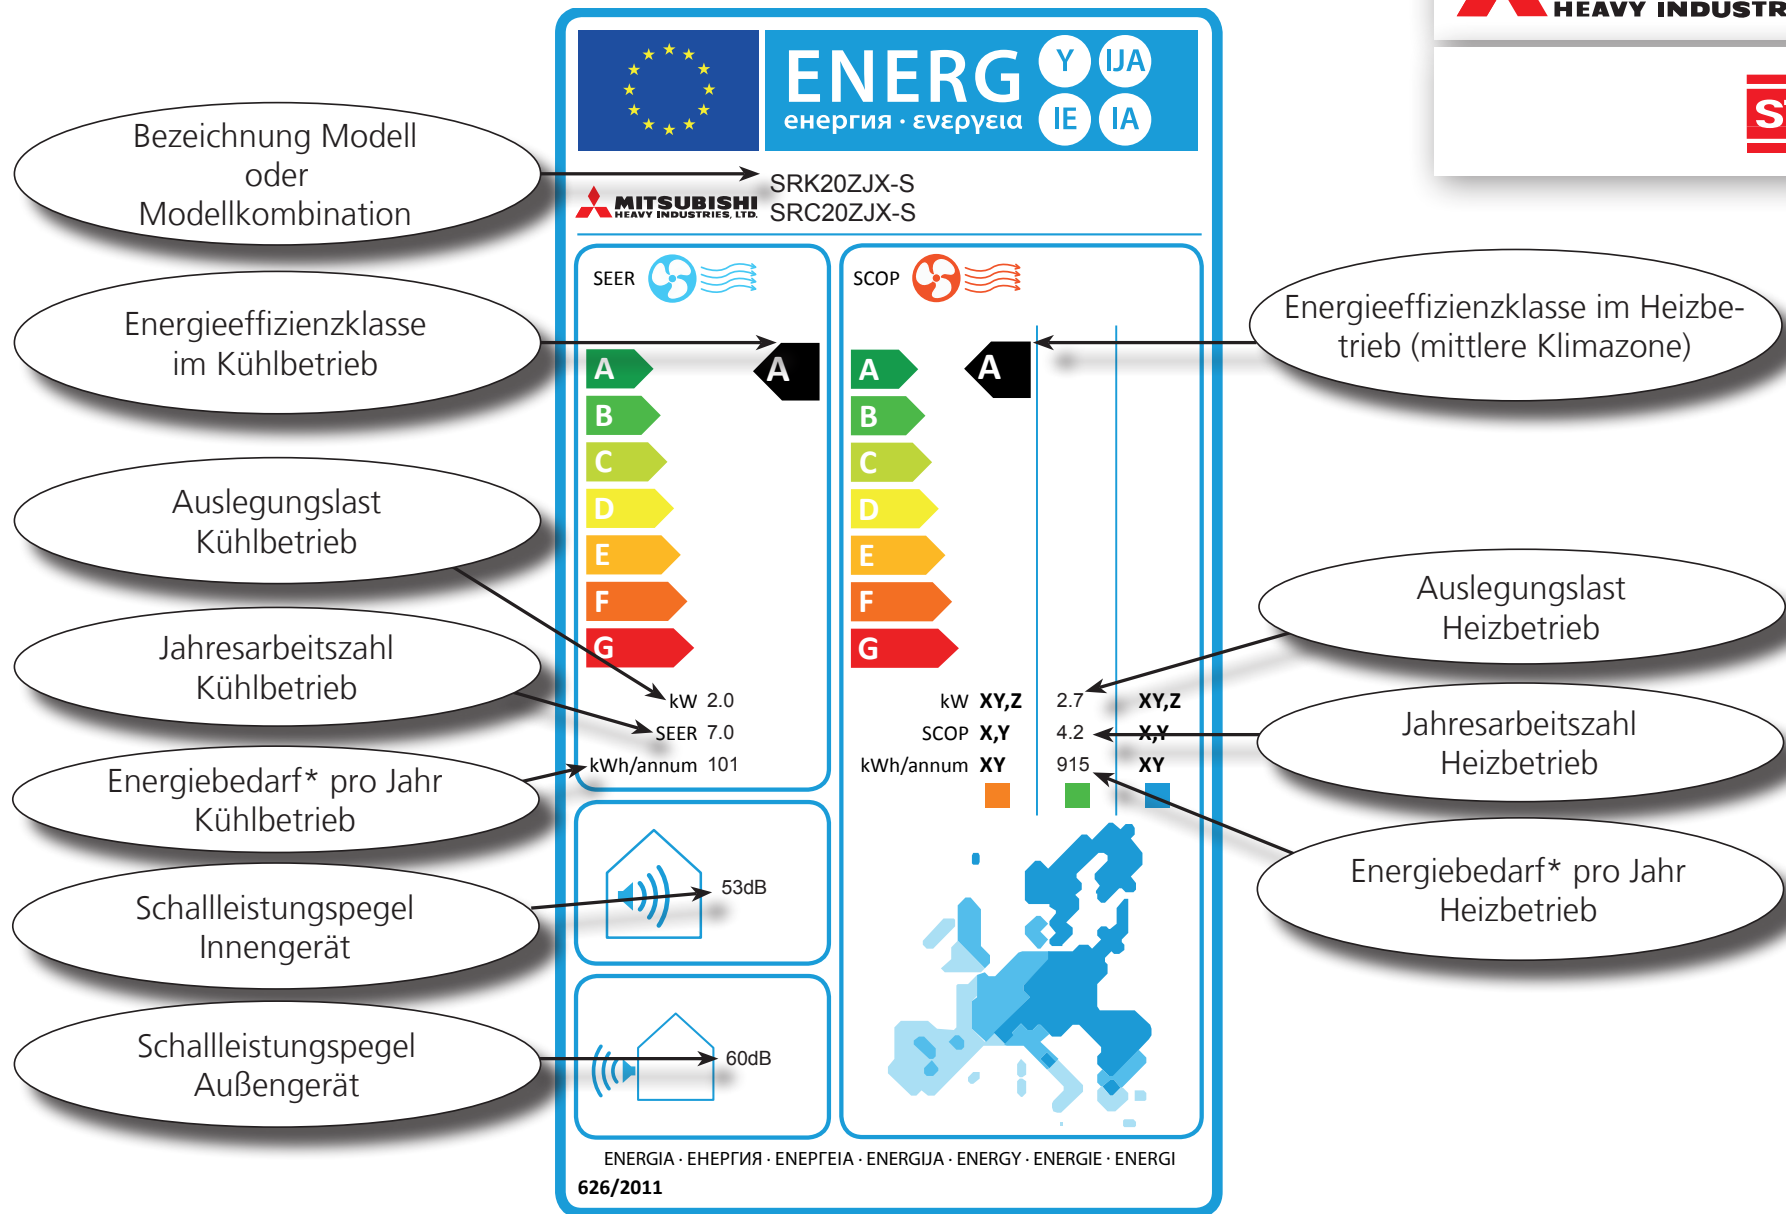 HEAVY INDUSTR
ST
ENERG Y IJA
енергия · ενεργεια IE IA
Bezeichnung Modell
oder
Modellkombination
SRK20ZJX-S
MITSUBISHI
HEAVY INDUSTRIES, LTD.
SRC20ZJX-S
Energieeffizienzklasse
im Kühlbetrieb
SEER
A
A
B
C
D
E
F
G
SCOP
A
A
B
C
D
E
F
G
Energieeffizienzklasse im Heizbe-
trieb (mittlere Klimazone)
Auslegungslast
Kühlbetrieb
Jahresarbeitszahl
Kühlbetrieb
Energiebedarf* pro Jahr
Kühlbetrieb
kW 2.0
SEER 7.0
kWh/annum 101
kW XY,Z 2.7 XY,Z
SCOP X,Y 4.2 X,Y
kWh/annum XY 915 XY
Auslegungslast
Heizbetrieb
Jahresarbeitszahl
Heizbetrieb
Energiebedarf* pro Jahr
Heizbetrieb
Schallleistungspegel
Innengerät
53dB
Schallleistungspegel
Außengerät
60dB
ENERGIA · ЕНЕРГИЯ · ΕΝΕΡΓΕΙΑ · ENERGIJA · ENERGY · ENERGIE · ENERGI
626/2011